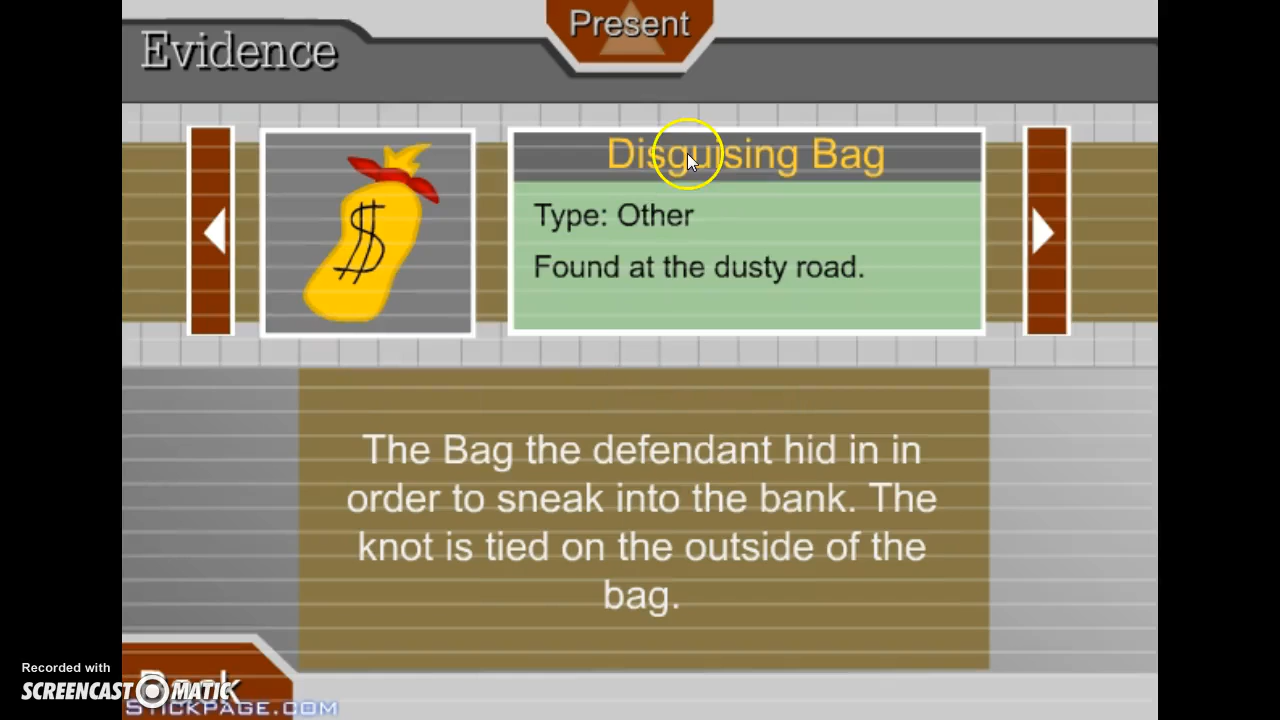 Present
Evidence
Disguising Bag
Type: Other
Found at the dusty road.
$
The Bag the defendant hid in in
order to sneak into the bank. The
knot is tied on the outside of the
bag.
Back
Recorded with
SCREENCAST MATIC
STICKPAGE.COM